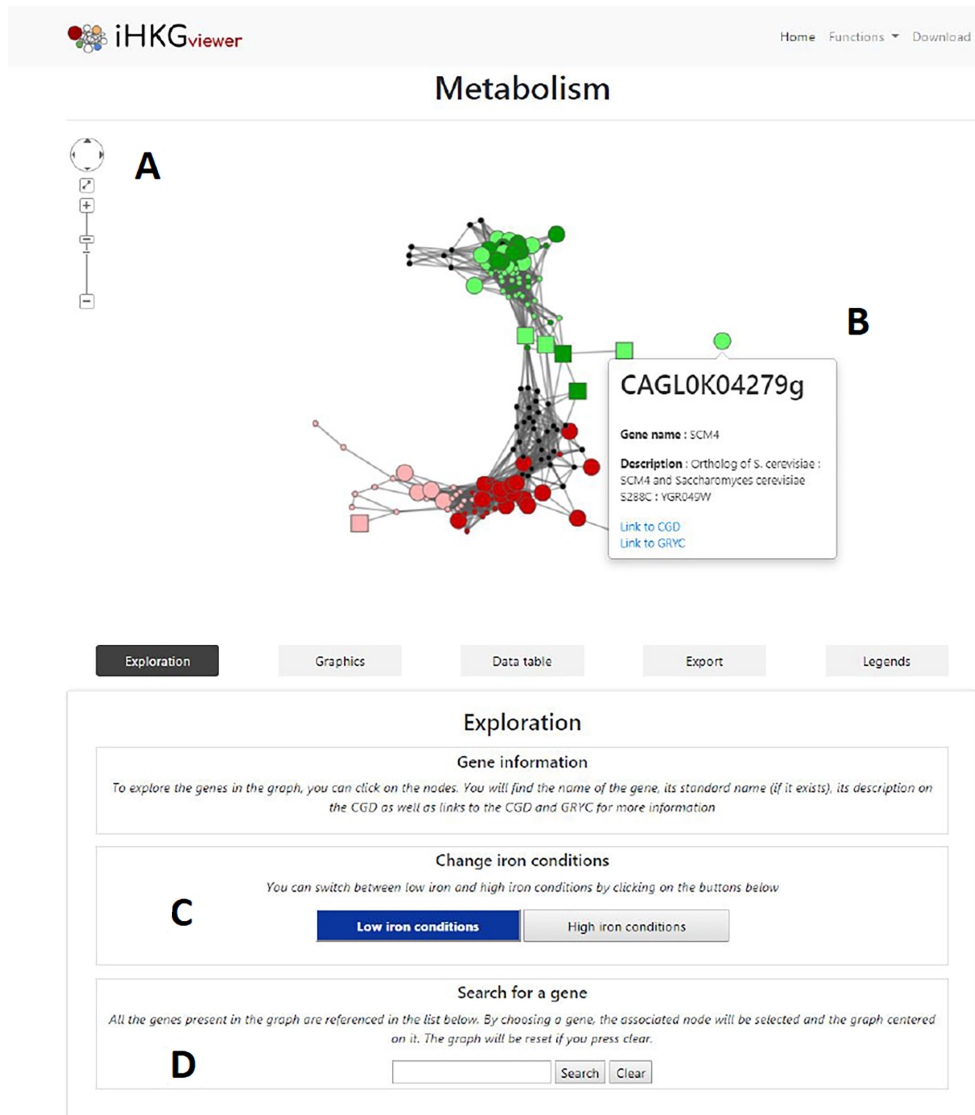 iHKGviewer
Home Functions Download
Metabolism
A
B
CAGL0K04279g
Gene name : SCM4
Description : Ortholog of S. cerevisiae :
SCM4 and Saccharomyces cerevisiae
S288C : YGR049W
Link to CGD
Link to GRYC
Exploration Graphics Data table Export Legends
Exploration
Gene information
To explore the genes in the graph, you can click on the nodes. You will find the name of the gene, its standard name (if it exists), its description on
the CGD as well as links to the CGD and GRYC for more information
Change iron conditions
You can switch between low iron and high iron conditions by clicking on the buttons below
C
Low iron conditions High iron conditions
Search for a gene
All the genes present in the graph are referenced in the list below. By choosing a gene, the associated node will be selected and the graph centered
on it. The graph will be reset if you press clear.
D
Search Clear